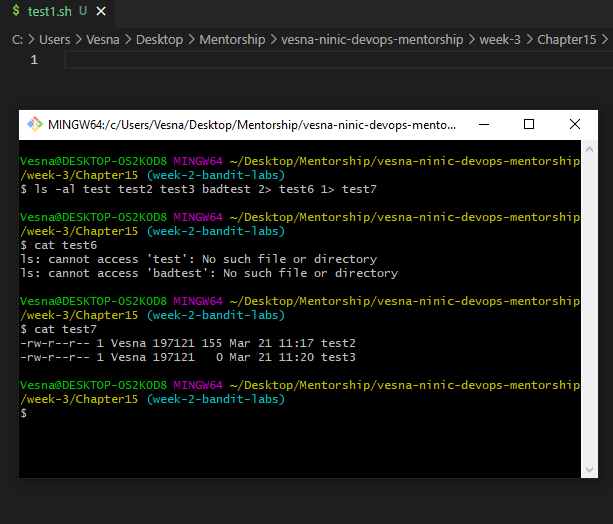 $ test1.sh U ×
C: > Users > Vesna > Desktop > Mentorship > vesna-ninic-devops-mentorship > week-3 > Chapter15 >
1
MINGW64:/c/Users/Vesna/Desktop/Mentorship/vesna-ninic-devops-mento...
Vesna@DESKTOP-OS2KOD8 MINGW64 ~/Desktop/Mentorship/vesna-ninic-devops-mentorship
/week-3/Chapter15 (week-2-bandit-labs)
$ ls -al test test2 test3 badtest 2> test6 1> test7
Vesna@DESKTOP-OS2KOD8 MINGW64 ~/Desktop/Mentorship/vesna-ninic-devops-mentorship
/week-3/Chapter15 (week-2-bandit-labs)
$ cat test6
ls: cannot access 'test': No such file or directory
ls: cannot access 'badtest': No such file or directory
Vesna@DESKTOP-OS2KOD8 MINGW64 ~/Desktop/Mentorship/vesna-ninic-devops-mentorship
/week-3/Chapter15 (week-2-bandit-labs)
$ cat test7
-rw-r--r-- 1 Vesna 197121 155 Mar 21 11:17 test2
-rw-r--r-- 1 Vesna 197121   0 Mar 21 11:20 test3
Vesna@DESKTOP-OS2KOD8 MINGW64 ~/Desktop/Mentorship/vesna-ninic-devops-mentorship
/week-3/Chapter15 (week-2-bandit-labs)
$